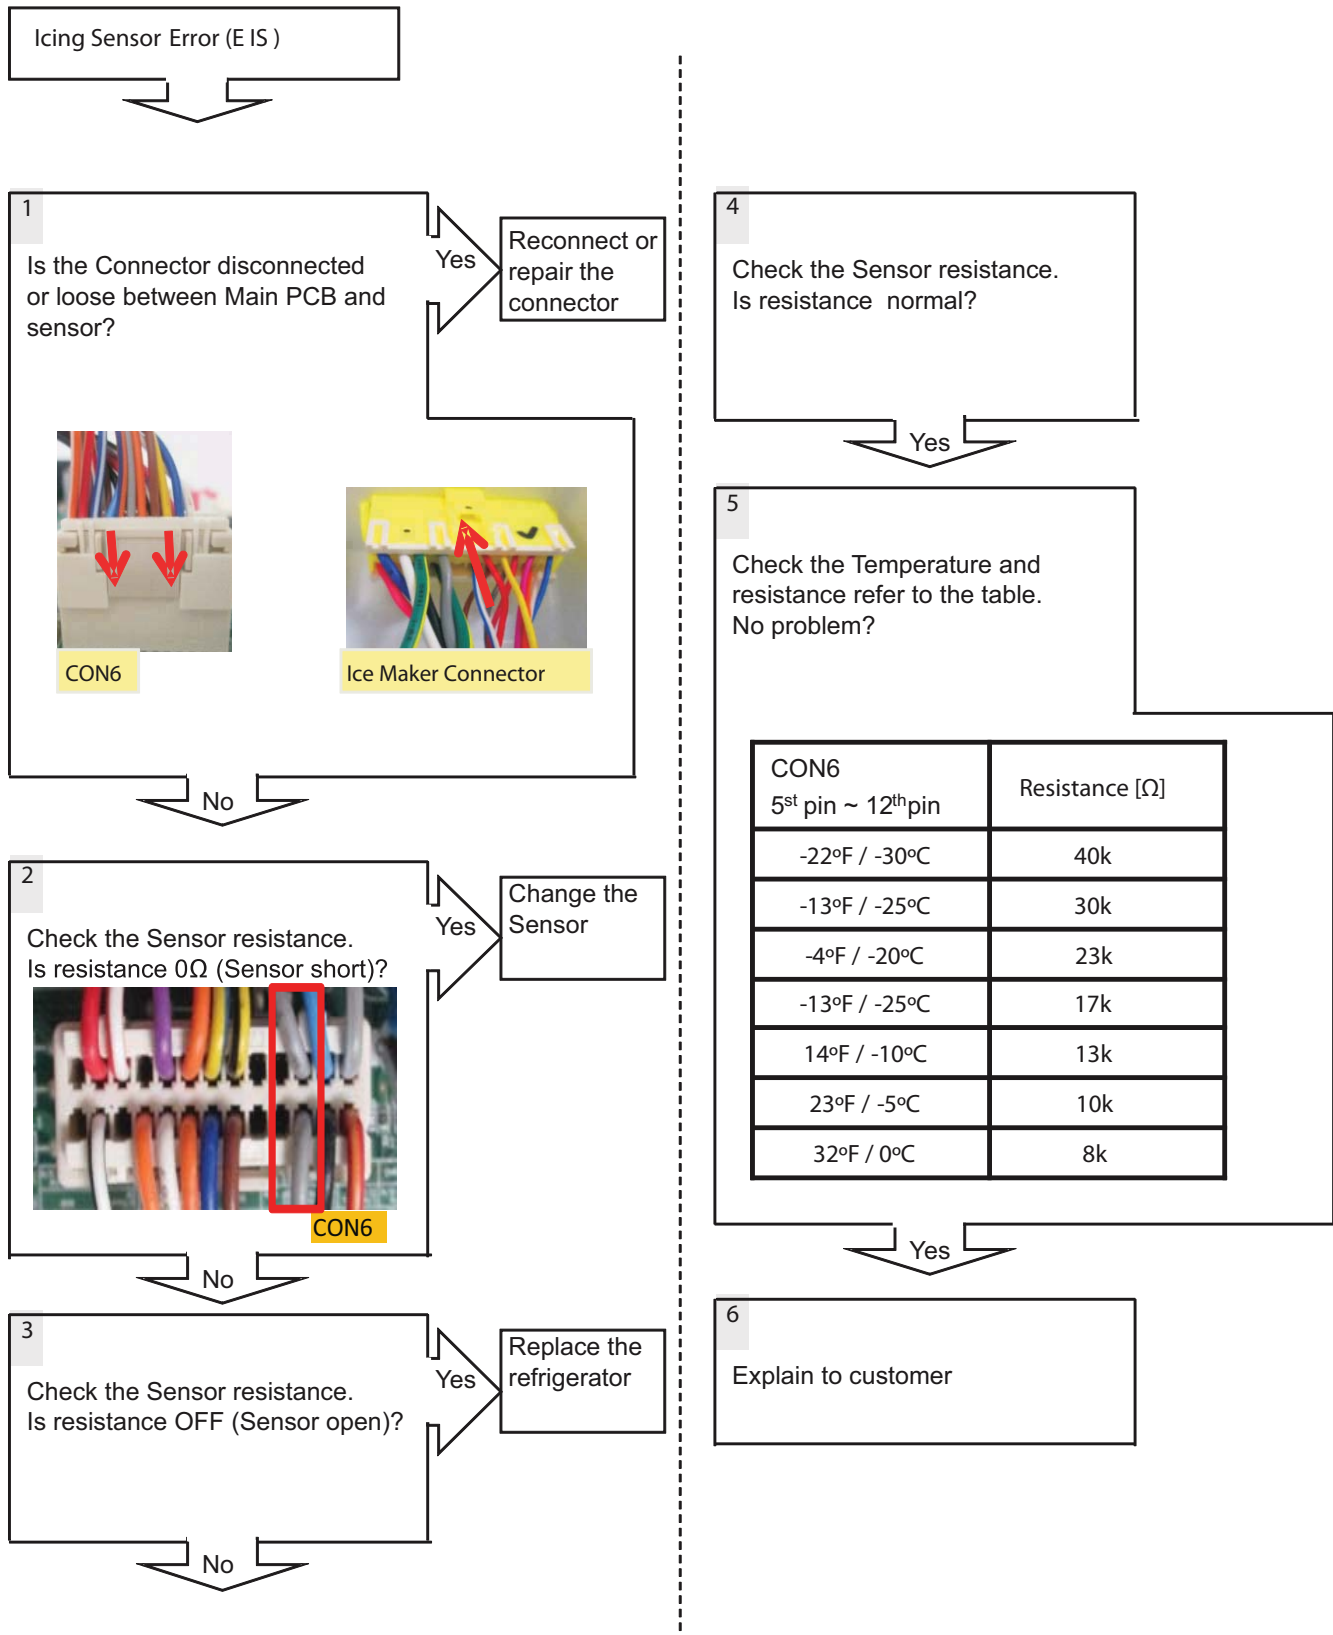 Icing Sensor Error (E IS )
1
Is the Connector disconnected
or loose between Main PCB and
sensor?
Yes
Reconnect or
repair the
connector
CON6
Ice Maker Connector
No
2
Check the Sensor resistance.
Is resistance 0Ω (Sensor short)?
Yes
Change the
Sensor
CON6
No
3
Check the Sensor resistance.
Is resistance OFF (Sensor open)?
Yes
Replace the
refrigerator
No
4
Check the Sensor resistance.
Is resistance normal?
Yes
5
Check the Temperature and
resistance refer to the table.
No problem?
CON6
5st pin ~ 12thpin
Resistance [Ω]
-22ºF / -30ºC 40k
-13ºF / -25ºC 30k
-4ºF / -20ºC 23k
-13ºF / -25ºC 17k
14ºF / -10ºC 13k
23ºF / -5ºC 10k
32ºF / 0ºC 8k
Yes
6
Explain to customer